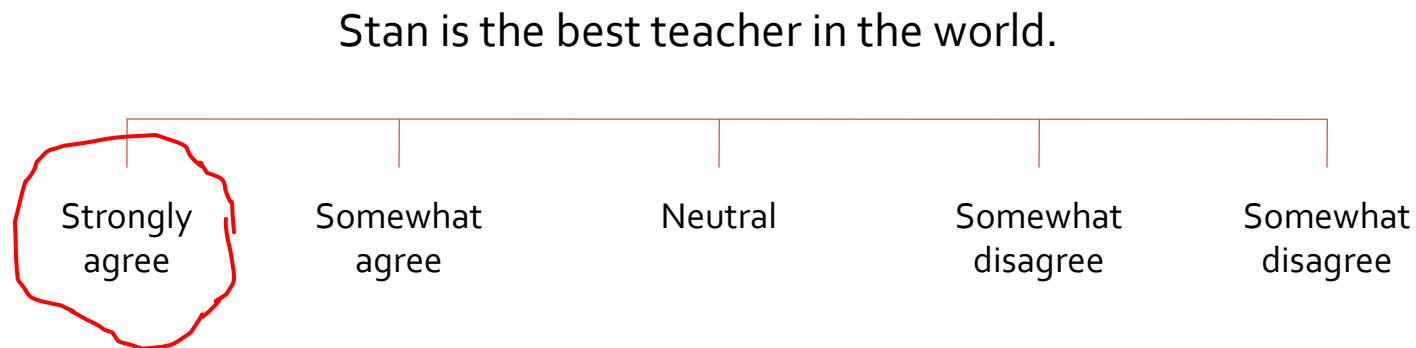 Stan is the best teacher in the world.
Strongly agree
Somewhat agree
Neutral
Somewhat disagree
Somewhat disagree